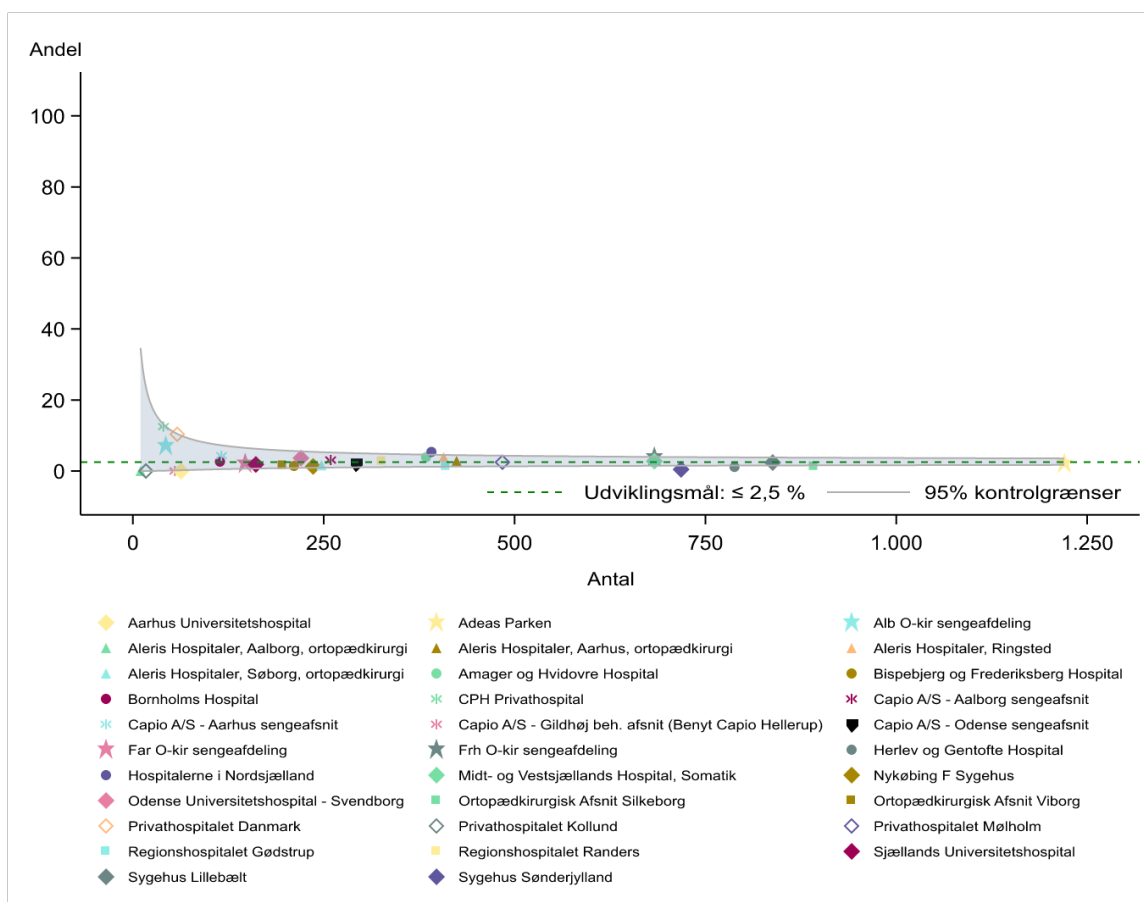 Andel
100
80
60
40
20
0
Udviklingsmål: ≤ 2,5 % 95% kontrolgrænser
0 250 500 750 1.000 1.250
Antal
Aarhus Universitetshospital Adeas Parken Alb O-kir sengeafdeling
Aleris Hospitaler, Aalborg, ortopædkirurgi Aleris Hospitaler, Aarhus, ortopædkirurgi Aleris Hospitaler, Ringsted
Aleris Hospitaler, Søborg, ortopædkirurgi Amager og Hvidovre Hospital Bispebjerg og Frederiksberg Hospital
Bornholms Hospital CPH Privathospital Capio A/S - Aalborg sengeafsnit
Capio A/S - Aarhus sengeafsnit Capio A/S - Gildhøj beh. afsnit (Benyt Capio Hellerup) Capio A/S - Odense sengeafsnit
Far O-kir sengeafdeling Frh O-kir sengeafdeling Herlev og Gentofte Hospital
Hospitalerne i Nordsjælland Midt- og Vestsjællands Hospital, Somatik Nykøbing F Sygehus
Odense Universitetshospital - Svendborg Ortopædkirurgisk Afsnit Silkeborg Ortopædkirurgisk Afsnit Viborg
Privathospitalet Danmark Privathospitalet Kollund Privathospitalet Mølholm
Regionshospitalet Gødstrup Regionshospitalet Randers Sjællands Universitetshospital
Sygehus Lillebælt Sygehus Sønderjylland